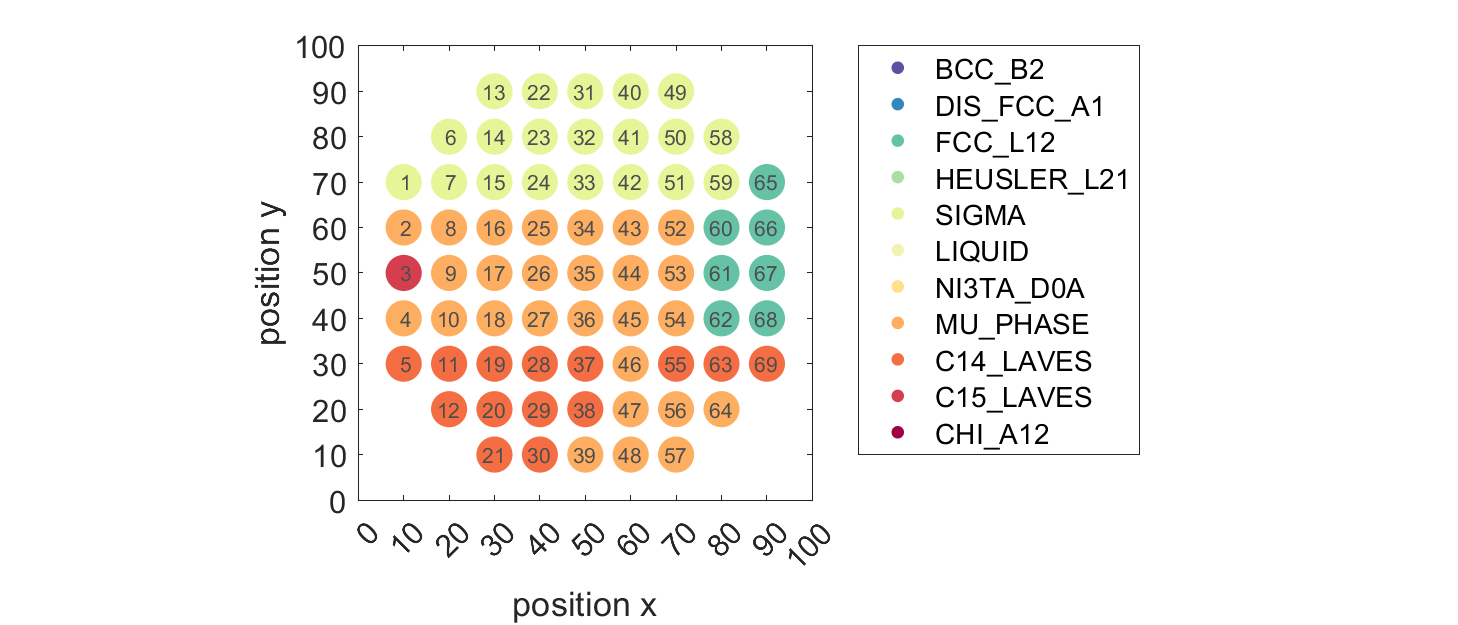 100
90
80
70
60
50
40
30
20
10
0
position y
13 22 31 40 49
6 14 23 32 41 50 58
1 7 15 24 33 42 51 59 65
2 8 16 25 34 43 52 60 66
3 9 17 26 35 44 53 61 67
4 10 18 27 36 45 54 62 68
5 11 19 28 37 46 55 63 69
12 20 29 38 47 56 64
21 30 39 48 57
0 10 20 30 40 50 60 70 80 90 100
position x
BCC_B2
DIS_FCC_A1
FCC_L12
HEUSLER_L21
SIGMA
LIQUID
NI3TA_D0A
MU_PHASE
C14_LAVES
C15_LAVES
CHI_A12